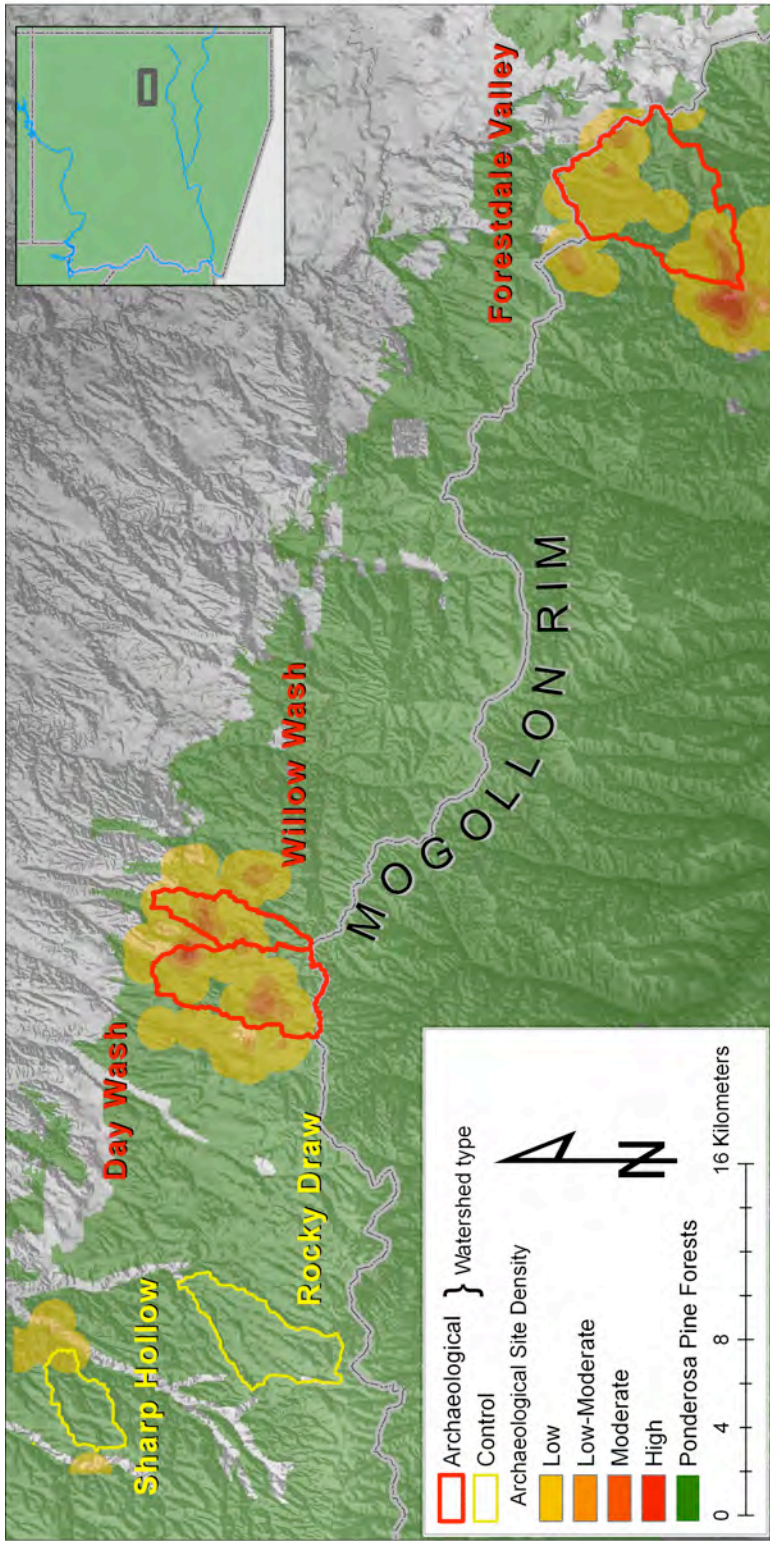 Sharp Hollow
Rocky Draw
Day Wash
Willow Wash
MOGOLLON RIM
Forestdale Valley
Archaeological
Control
} Watershed type
Archaeological Site Density
Low
Low-Moderate
Moderate
High
Ponderosa Pine Forests
N
0 4 8 16 Kilometers